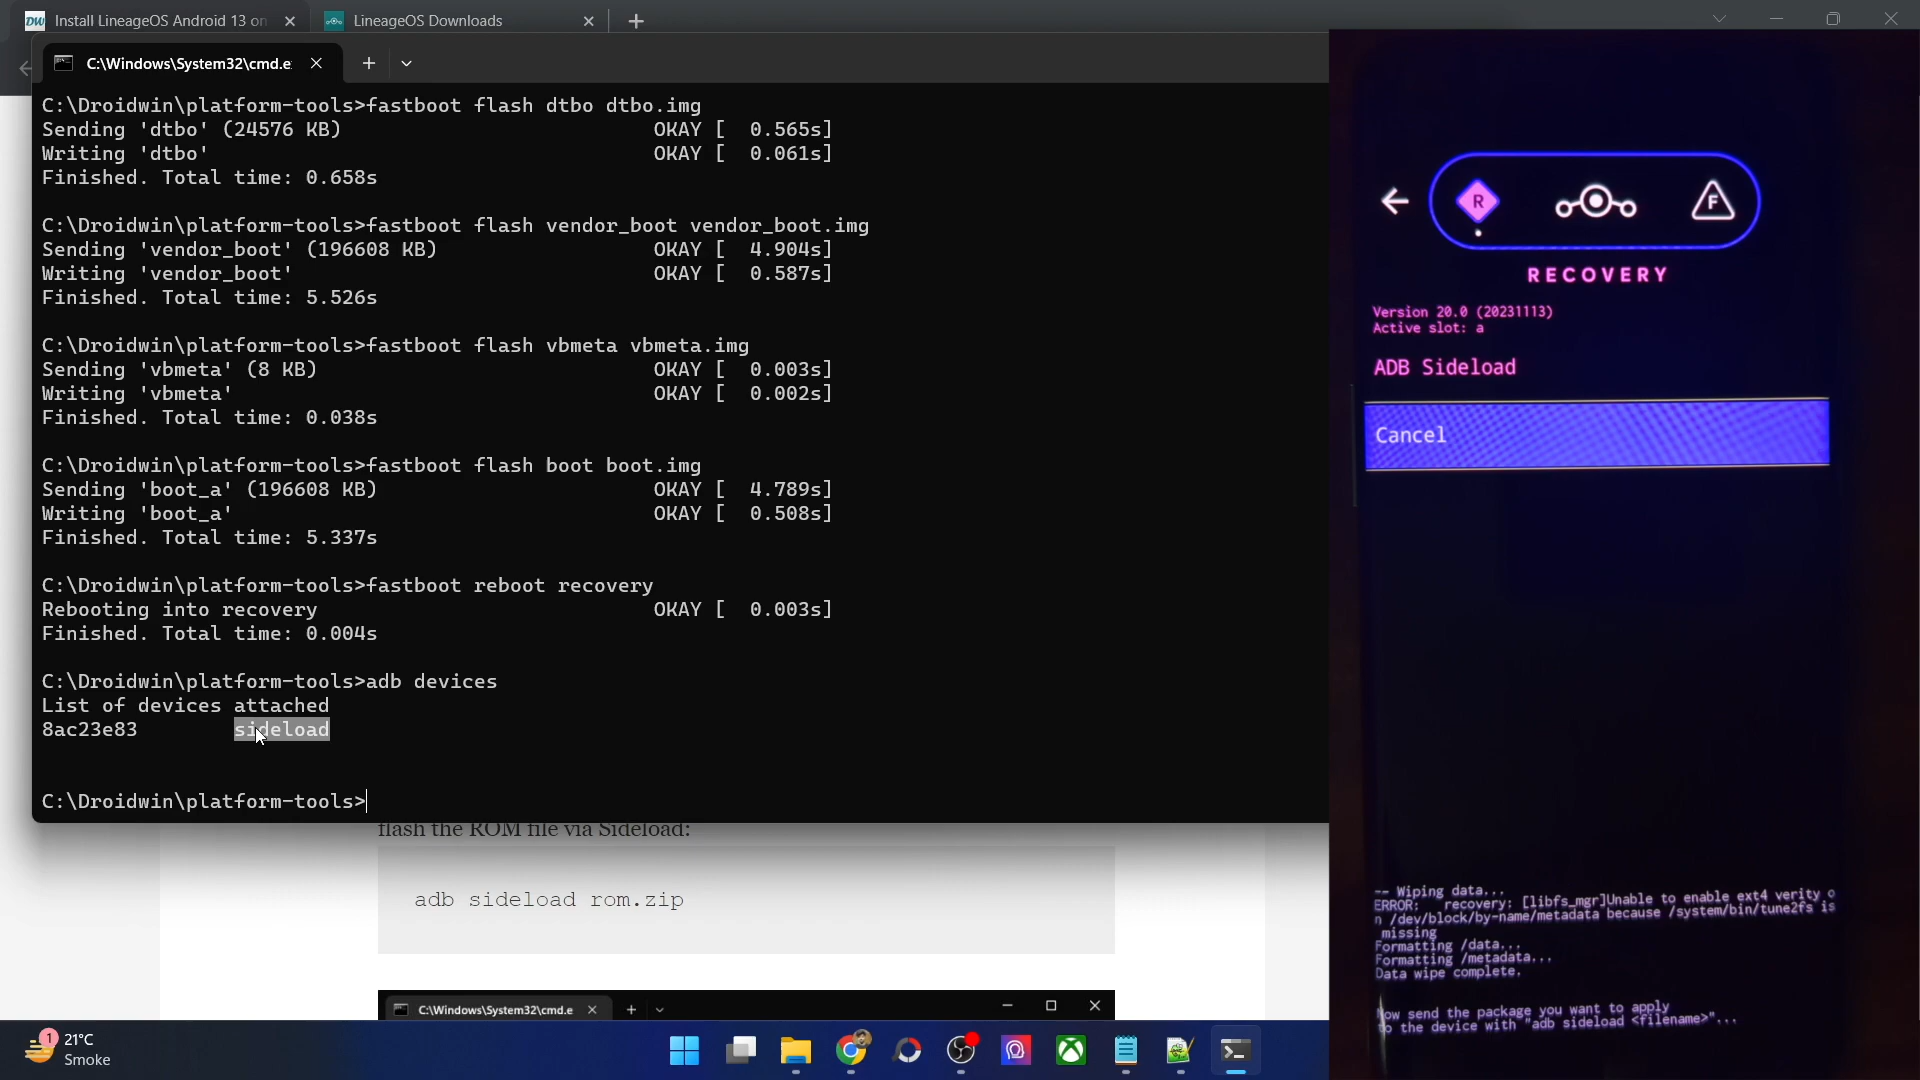 Install LineageOS Android 13 on
LineageOS Downloads
C:\Windows\System32\cmd.e
C:\Droidwin\platform-tools>fastboot flash dtbo dtbo.img
Sending 'dtbo' (24576 KB) OKAY [ 0.565s]
Writing 'dtbo' OKAY [ 0.061s]
Finished. Total time: 0.658s
C:\Droidwin\platform-tools>fastboot flash vendor_boot vendor_boot.img
Sending 'vendor_boot' (196608 KB) OKAY [ 4.904s]
Writing 'vendor_boot' OKAY [ 0.587s]
Finished. Total time: 5.526s
C:\Droidwin\platform-tools>fastboot flash vbmeta vbmeta.img
Sending 'vbmeta' (8 KB) OKAY [ 0.003s]
Writing 'vbmeta' OKAY [ 0.002s]
Finished. Total time: 0.038s
C:\Droidwin\platform-tools>fastboot flash boot boot.img
Sending 'boot_a' (196608 KB) OKAY [ 4.789s]
Writing 'boot_a' OKAY [ 0.508s]
Finished. Total time: 5.337s
C:\Droidwin\platform-tools>fastboot reboot recovery
Rebooting into recovery OKAY [ 0.003s]
Finished. Total time: 0.004s
C:\Droidwin\platform-tools>adb devices
List of devices attached
8ac23e83 sideload
C:\Droidwin\platform-tools>
flash the ROM file via Sideload:
adb sideload rom.zip
C:\Windows\System32\cmd.e
1
21°C
Smoke
R
F
RECOVERY
Version 20.0 (20231113)
Active slot: a
ADB Sideload
Cancel
-- Wiping data...
ERROR: recovery: [libfs_mgr]Unable to enable ext4 verity o
n /dev/block/by-name/metadata because /system/bin/tune2fs is
missing
Formatting /data...
Formatting /metadata...
Data wipe complete.
Now send the package you want to apply
to the device with "adb sideload <filename>"...